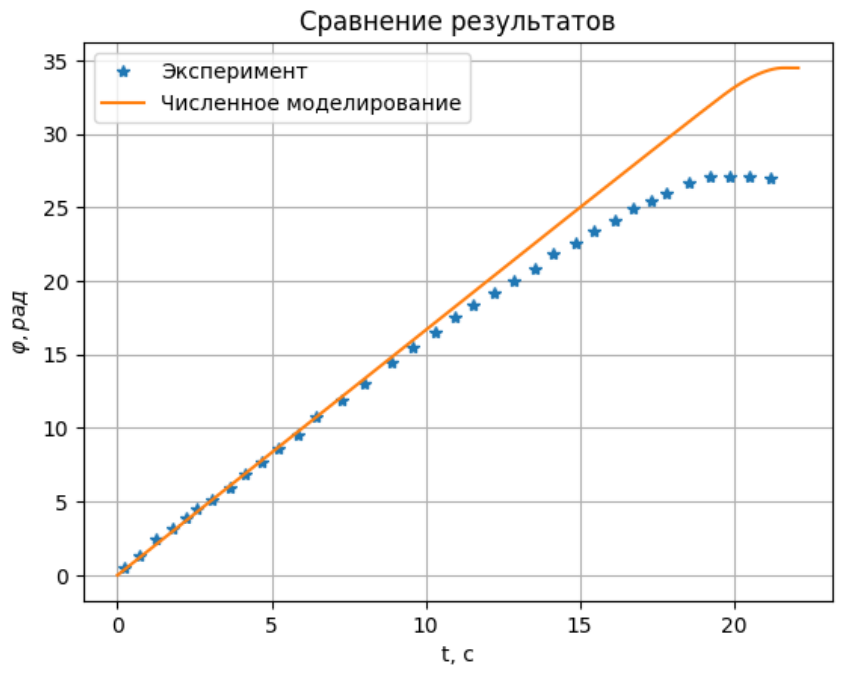 Сравнение результатов
Эксперимент
Численное моделирование
35
30
25
20
15
10
5
0
φ, рад
0 5 10 15 20
t, c